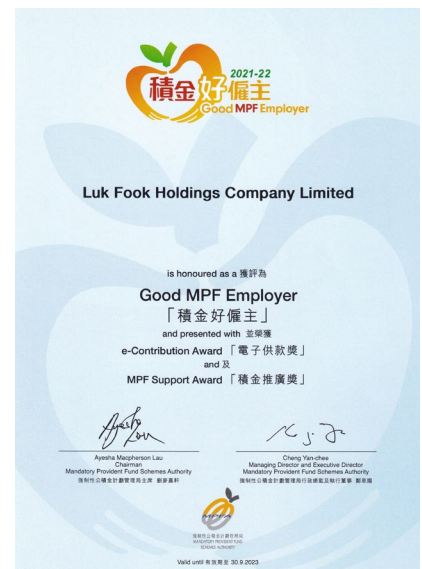 2021-22
積金好僱主
Good MPF Employer
Luk Fook Holdings Company Limited
is honoured as a 獲評為
Good MPF Employer
「積金好僱主」
and presented with 並榮獲
e-Contribution Award 「電子供款獎」
and 及
MPF Support Award 「積金推廣獎」
Ayesha Macpherson Lau
Chairman
Mandatory Provident Fund Schemes Authority
強制性公積金計劃管理局主席 劉麥嘉軒
Cheng Yan-chee
Managing Director and Executive Director
Mandatory Provident Fund Schemes Authority
強制性公積金計劃管理局行政總監及執行董事 鄭恩賜
MPFA
強制性公積金計劃管理局
MANDATORY PROVIDENT FUND
SCHEMES AUTHORITY
Valid until 有效期至 30.9.2023